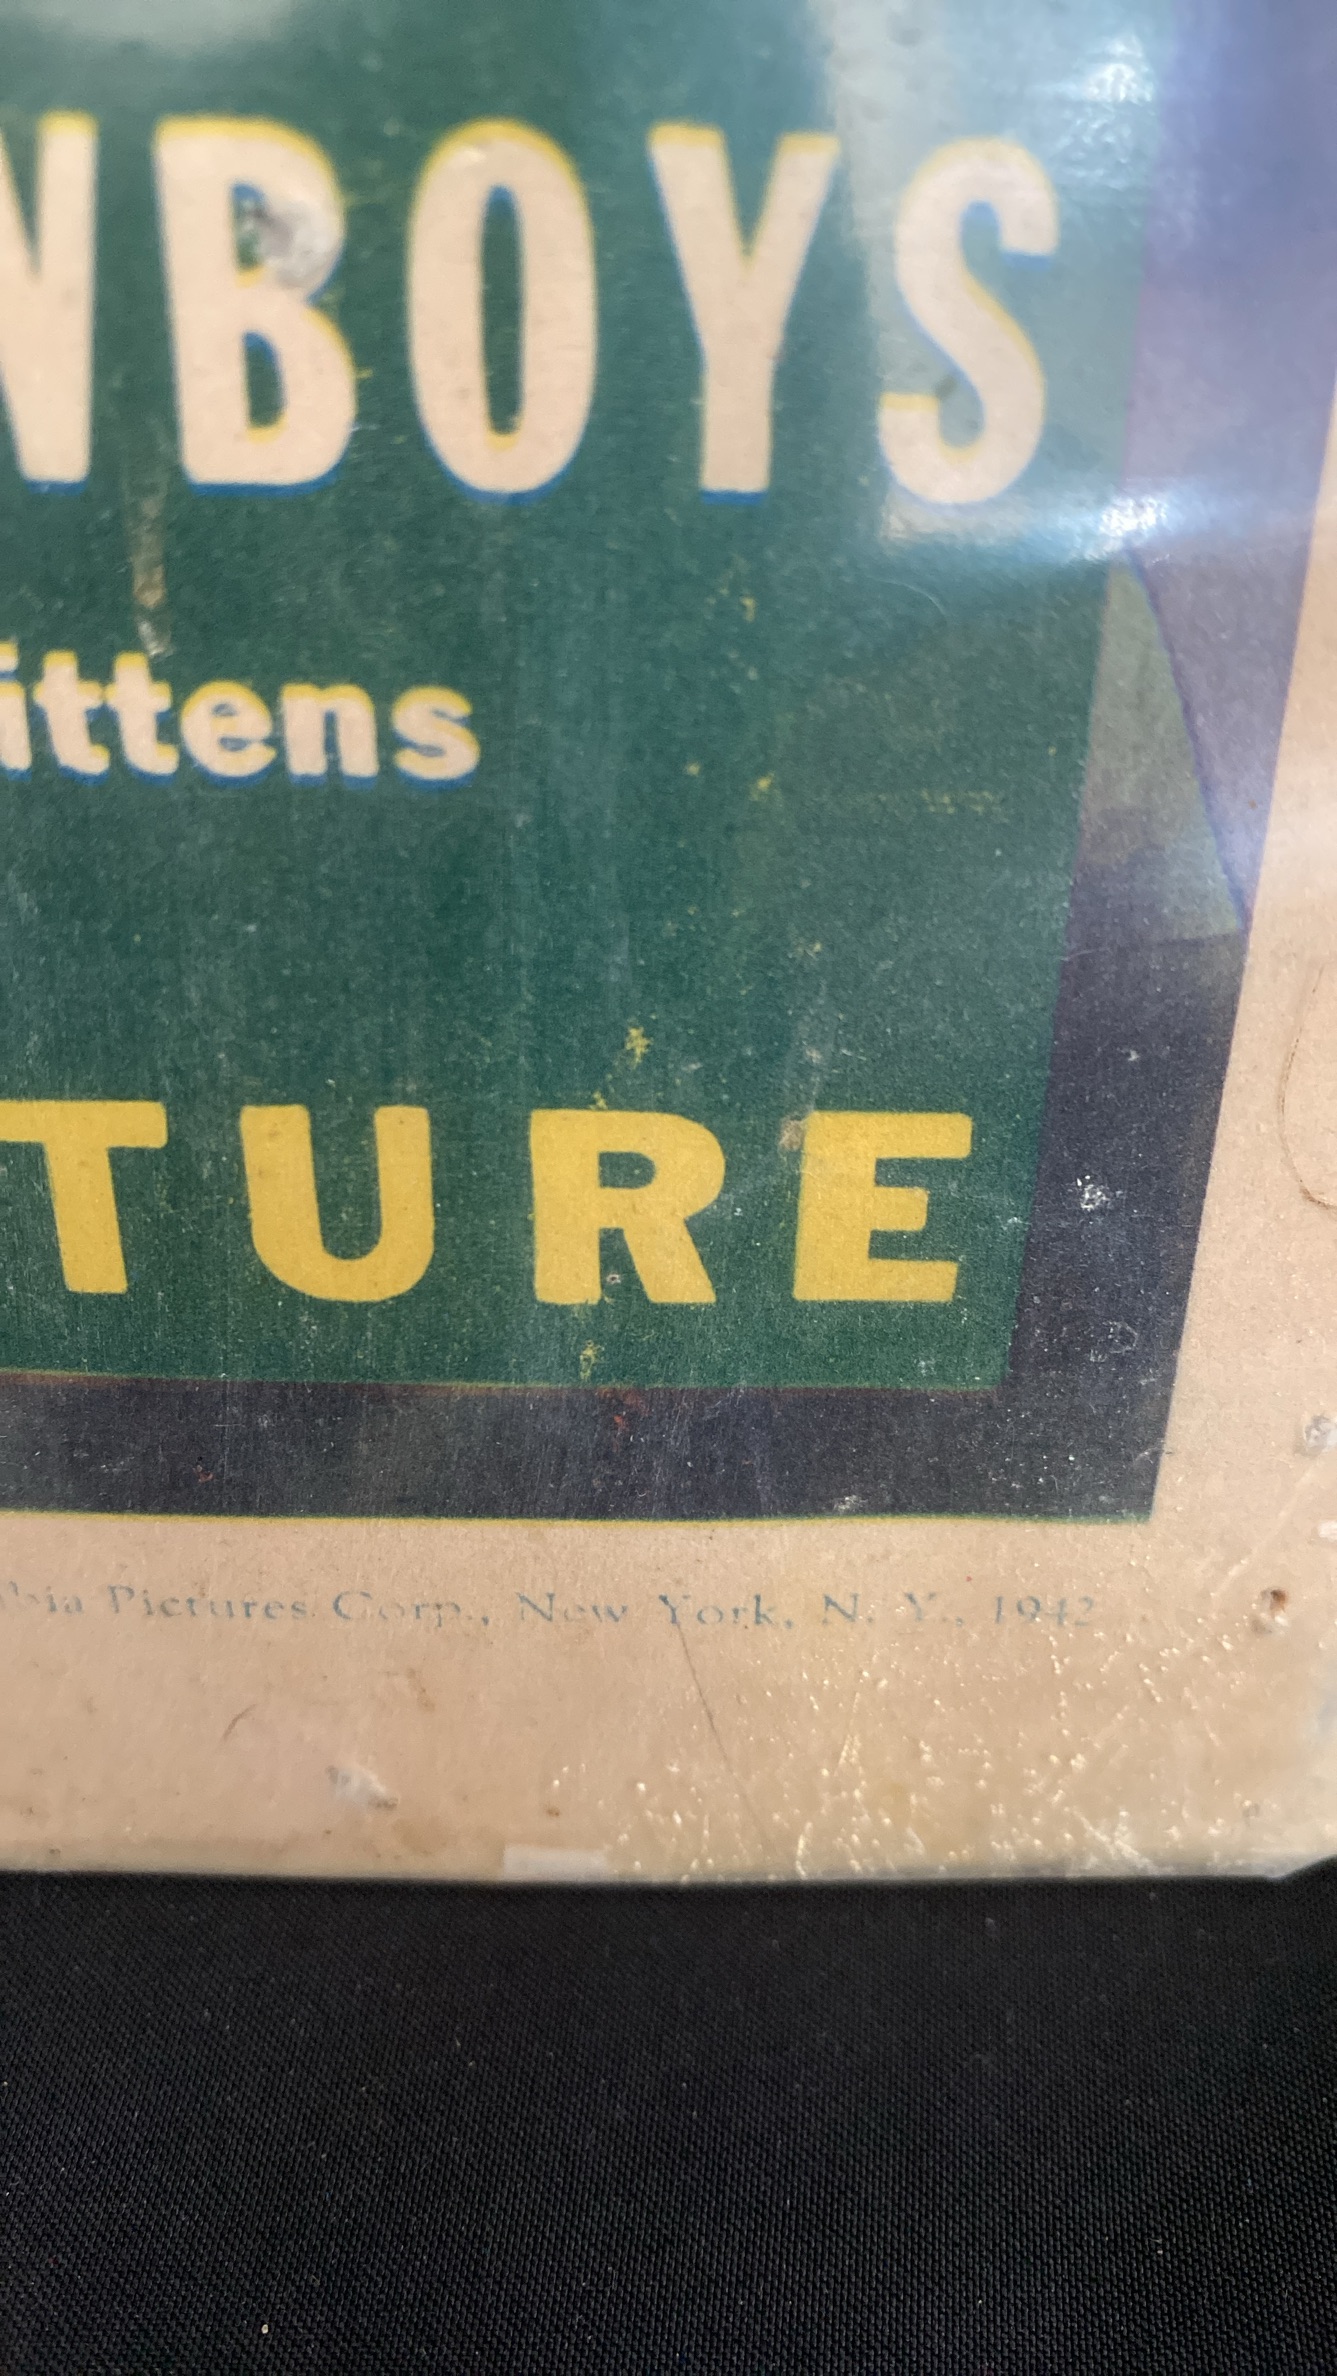 NBOYS
ittens
TURE
bia Pictures Corp., New York, N. Y., 1942